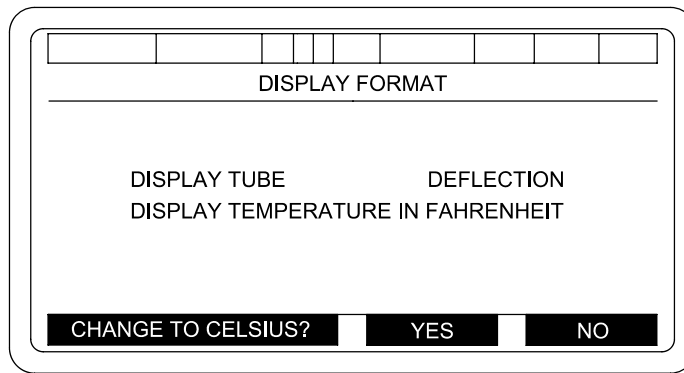 DISPLAY FORMAT
DISPLAY TUBE DEFLECTION
DISPLAY TEMPERATURE IN FAHRENHEIT
CHANGE TO CELSIUS? YES NO